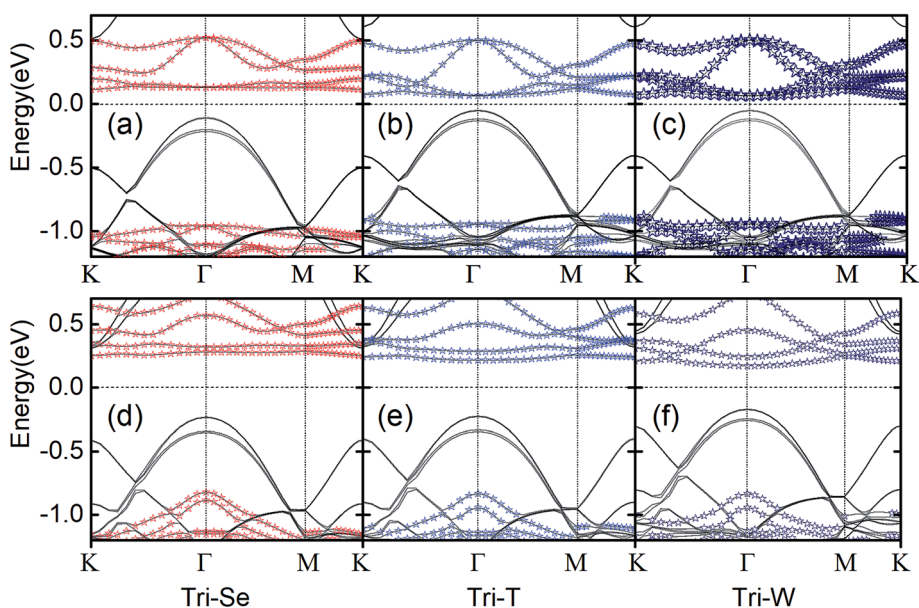 Energy(eV)
0.5
0.0
-0.5
-1.0
(a) (b) (c)
K Γ M K Γ M K Γ M K
Energy(eV)
0.5
0.0
-0.5
-1.0
(d) (e) (f)
K Γ M K Γ M K Γ M K
Tri-Se Tri-T Tri-W